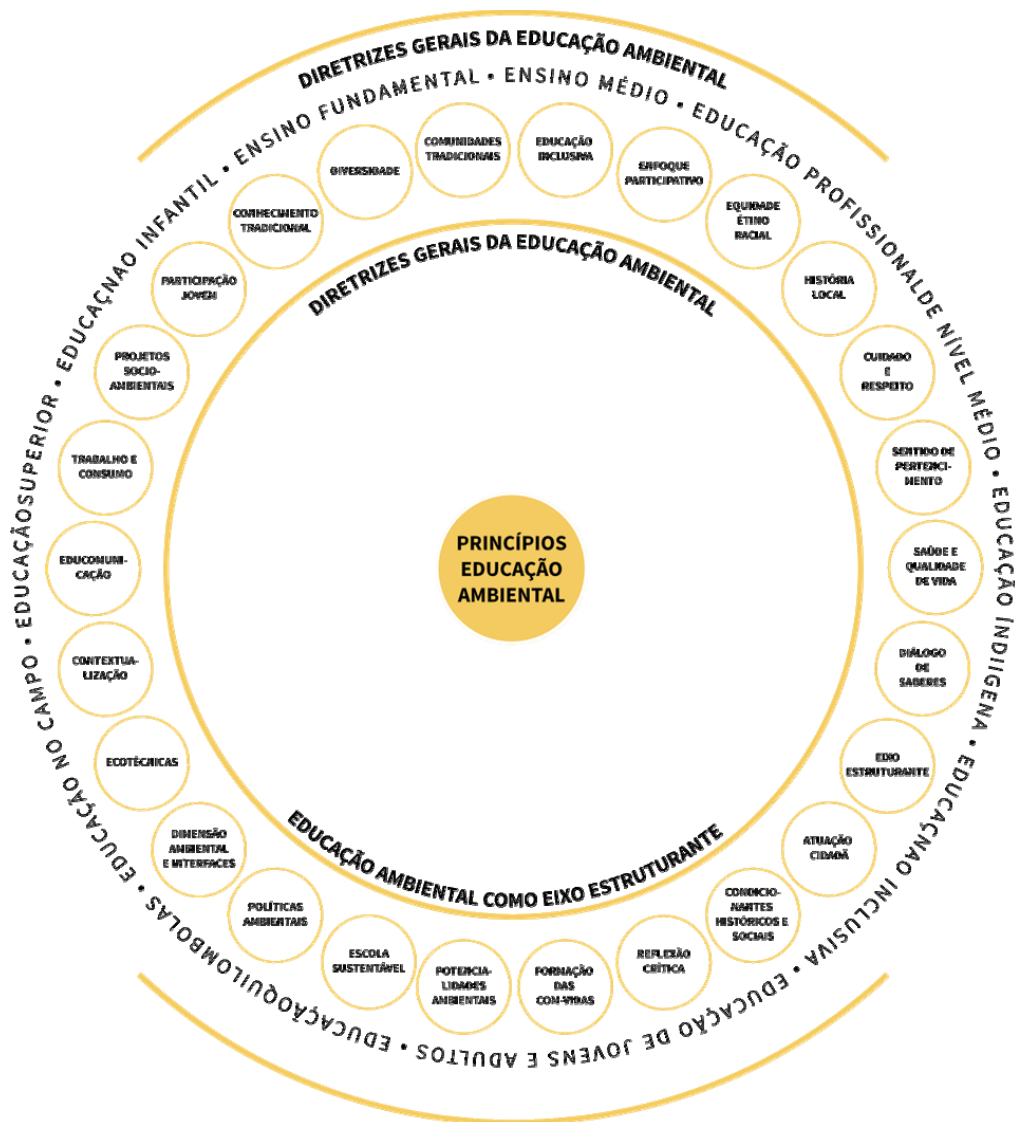 DIRETRIZES GERAIS DA EDUCAÇÃO AMBIENTAL
EDUCAÇNAO INFANTIL • ENSINO FUNDAMENTAL • ENSINO MÉDIO • EDUCAÇÃO PROFISSIONALDE NÍVEL MÉDIO • EDUCAÇÃO ÍNDIGENA • EDUCAÇNAO INCLUSIVA • EDUCAÇÃO DE JOVENS E ADULTOS • EDUCAÇÃOQUILOMBOLAS • EDUCAÇÃO NO CAMPO • EDUCAÇÃOSUPERIOR •
COMUNIDADES
TRADICIONAIS
EDUCAÇÃO
INCLUSIVA
ENFOQUE
PARTICIPATIVO
EQUIDADE
ÉTINO
RACIAL
HISTÓRIA
LOCAL
CUIDADO
E
RESPEITO
SENTIDO DE
PERTENCI-
MENTO
SAÚDE E
QUALIDADE
DE VIDA
DIÁLOGO
DE
SABERES
EIXO
ESTRUTURANTE
ATUAÇÃO
CIDADÃ
CONDICIO-
NANTES
HISTÓRICOS E
SOCIAIS
REFLEXÃO
CRÍTICA
FORMAÇÃO
DAS
COM-VIDAS
POTENCIA-
LIDADES
AMBIENTAIS
ESCOLA
SUSTENTÁVEL
POLÍTICAS
AMBIENTAIS
DIMENSÃO
AMBIENTAL
E INTERFACES
ECOTÉCNICAS
CONTEXTUA-
LIZAÇÃO
EDUCOMUNI-
CAÇÃO
TRABALHO E
CONSUMO
PROJETOS
SOCIO-
AMBIENTAIS
PARTICIPAÇÃO
JOVEM
CONHECIMENTO
TRADICIONAL
DIVERSIDADE
DIRETRIZES GERAIS DA EDUCAÇÃO AMBIENTAL
PRINCÍPIOS
EDUCAÇÃO
AMBIENTAL
EDUCAÇÃO AMBIENTAL COMO EIXO ESTRUTURANTE